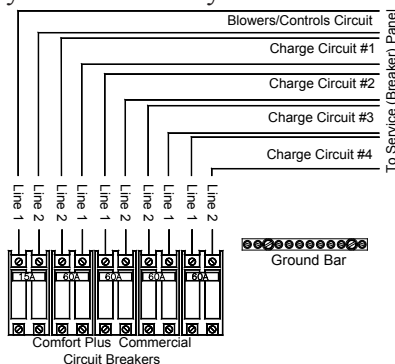 Blowers/Controls Circuit
Charge Circuit #1
Charge Circuit #2
Charge Circuit #3
Charge Circuit #4
To Service (Breaker) Panel
Line 1
Line 2
Line 2
Line 1
Line 1
Line 2
Line 2
Line 1
Line 1
Line 2
15A
60A
60A
60A
60A
Ground Bar
Comfort Plus Commercial
Circuit Breakers